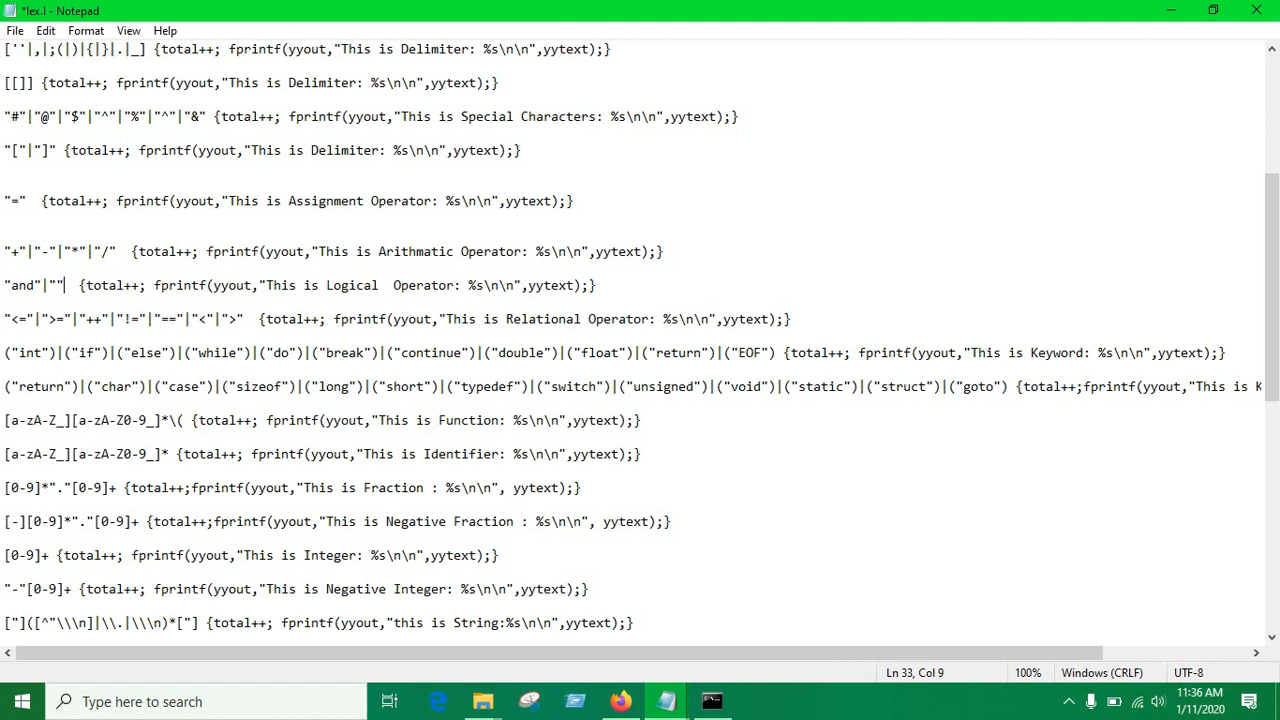 *lex.l - Notepad
File Edit Format View Help
[''|,|;(|)|{|}|.|_] {total++; fprintf(yyout,"This is Delimiter: %s\n\n",yytext);}
[[]] {total++; fprintf(yyout,"This is Delimiter: %s\n\n",yytext);}
"#"|"@"|"$"|"^"|"%"|"^"|"&" {total++; fprintf(yyout,"This is Special Characters: %s\n\n",yytext);}
"["|"]" {total++; fprintf(yyout,"This is Delimiter: %s\n\n",yytext);}
"="  {total++; fprintf(yyout,"This is Assignment Operator: %s\n\n",yytext);}
"+"|"-"|"*"|"/"  {total++; fprintf(yyout,"This is Arithmatic Operator: %s\n\n",yytext);}
"and"|""  {total++; fprintf(yyout,"This is Logical  Operator: %s\n\n",yytext);}
"<="|">="|"++"|"!="|"=="|"<"|">"  {total++; fprintf(yyout,"This is Relational Operator: %s\n\n",yytext);}
("int")|("if")|("else")|("while")|("do")|("break")|("continue")|("double")|("float")|("return")|("EOF") {total++; fprintf(yyout,"This is Keyword: %s\n\n",yytext);}
("return")|("char")|("case")|("sizeof")|("long")|("short")|("typedef")|("switch")|("unsigned")|("void")|("static")|("struct")|("goto") {total++;fprintf(yyout,"This is K
[a-zA-Z_][a-zA-Z0-9_]*\( {total++; fprintf(yyout,"This is Function: %s\n\n",yytext);}
[a-zA-Z_][a-zA-Z0-9_]* {total++; fprintf(yyout,"This is Identifier: %s\n\n",yytext);}
[0-9]*"."[0-9]+ {total++;fprintf(yyout,"This is Fraction : %s\n\n", yytext);}
[-][0-9]*"."[0-9]+ {total++;fprintf(yyout,"This is Negative Fraction : %s\n\n", yytext);}
[0-9]+ {total++; fprintf(yyout,"This is Integer: %s\n\n",yytext);}
"-"[0-9]+ {total++; fprintf(yyout,"This is Negative Integer: %s\n\n",yytext);}
["]([^"\\\n]|\\.|\\\n)*["] {total++; fprintf(yyout,"this is String:%s\n\n",yytext);}
Ln 33, Col 9 100% Windows (CRLF) UTF-8
Type here to search
11:36 AM
1/11/2020